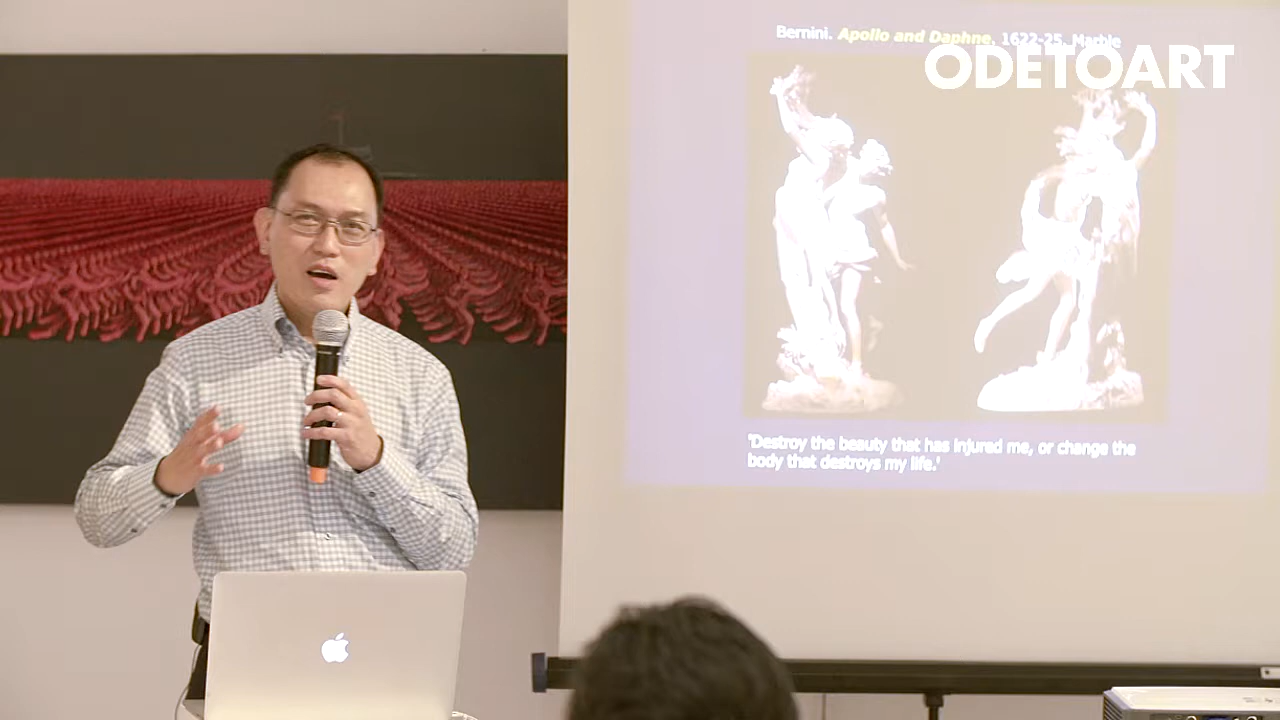 Bernini. Apollo and Daphne, 1622-25, Marble
ODETOART
'Destroy the beauty that has injured me, or change the
body that destroys my life.'